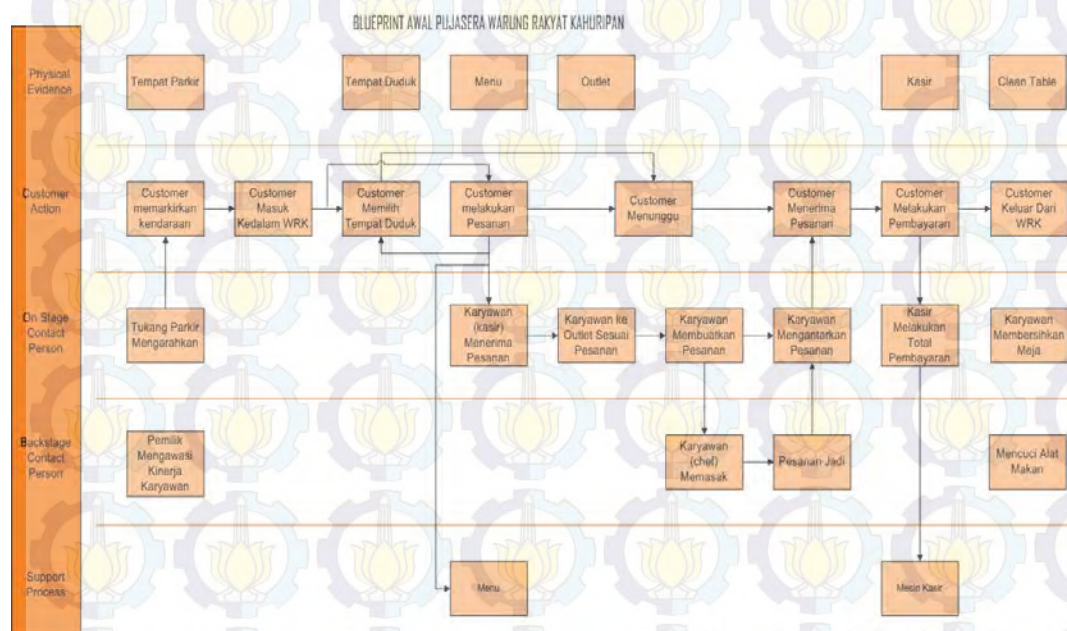 BLUEPRINT AWAL PUJASERA WARUNG RAKYAT KAHURIPAN
Physical
Evidence
Tempat Parkir
Tempat Duduk
Menu
Outlet
Kasir
Clean Table
Customer
Action
Customer
memarkirkan
kendaraan
Customer
Masuk
Kedalam WRK
Customer
Memilih
Tempat Duduk
Customer
melakukan
Pesanan
Customer
Menunggu
Customer
Menerima
Pesanan
Customer
Melakukan
Pembayaran
Customer
Keluar Dari
WRK
On Stage
Contact
Person
Tukang Parkir
Mengarahkan
Karyawan
(kasir)
Menerima
Pesanan
Karyawan ke
Outlet Sesuai
Pesanan
Karyawan
Membuatkan
Pesanan
Karyawan
Mengantarkan
Pesanan
Kasir
Melakukan
Total
Pembayaran
Karyawan
Membersihkan
Meja
Backstage
Contact
Person
Pemilik
Mengawasi
Kinerja
Karyawan
Karyawan
(chef)
Memasak
Pesanan Jadi
Mencuci Alat
Makan
Support
Process
Menu
Mesin Kasir